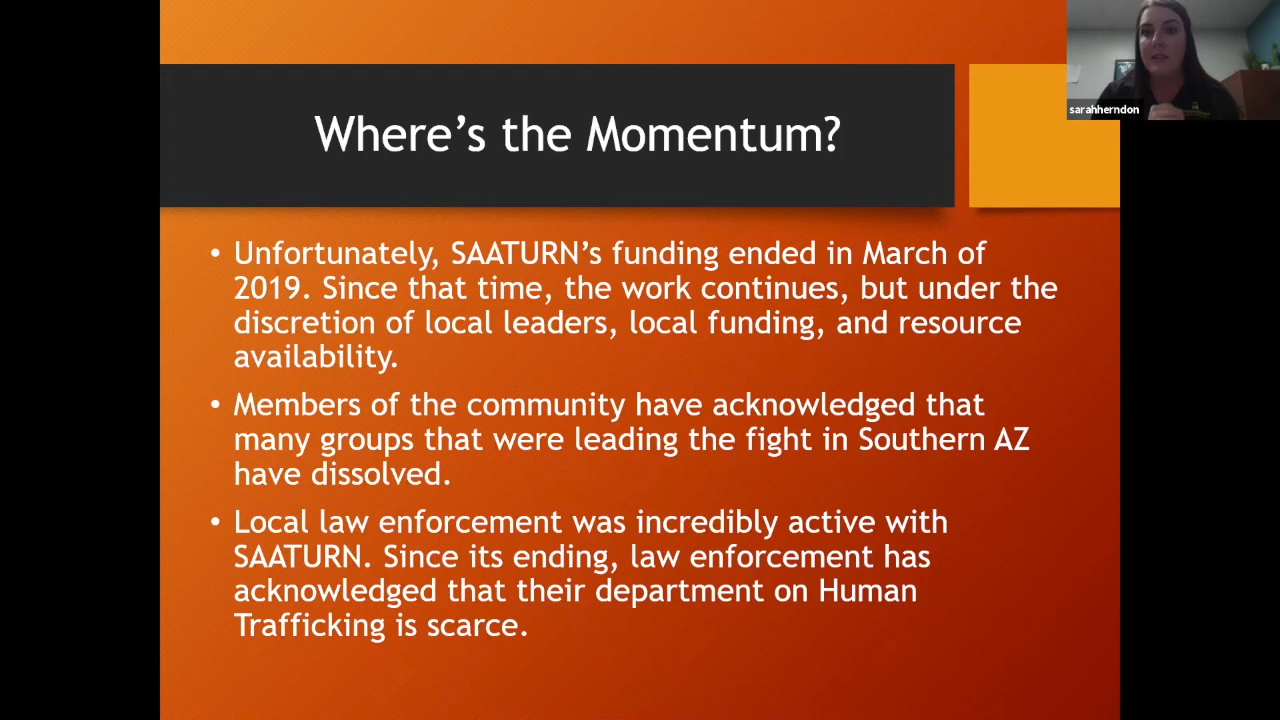 Where's the Momentum?
sarahherndon
• Unfortunately, SAATURN's funding ended in March of
2019. Since that time, the work continues, but under the
discretion of local leaders, local funding, and resource
availability.
• Members of the community have acknowledged that
many groups that were leading the fight in Southern AZ
have dissolved.
• Local law enforcement was incredibly active with
SAATURN. Since its ending, law enforcement has
acknowledged that their department on Human
Trafficking is scarce.